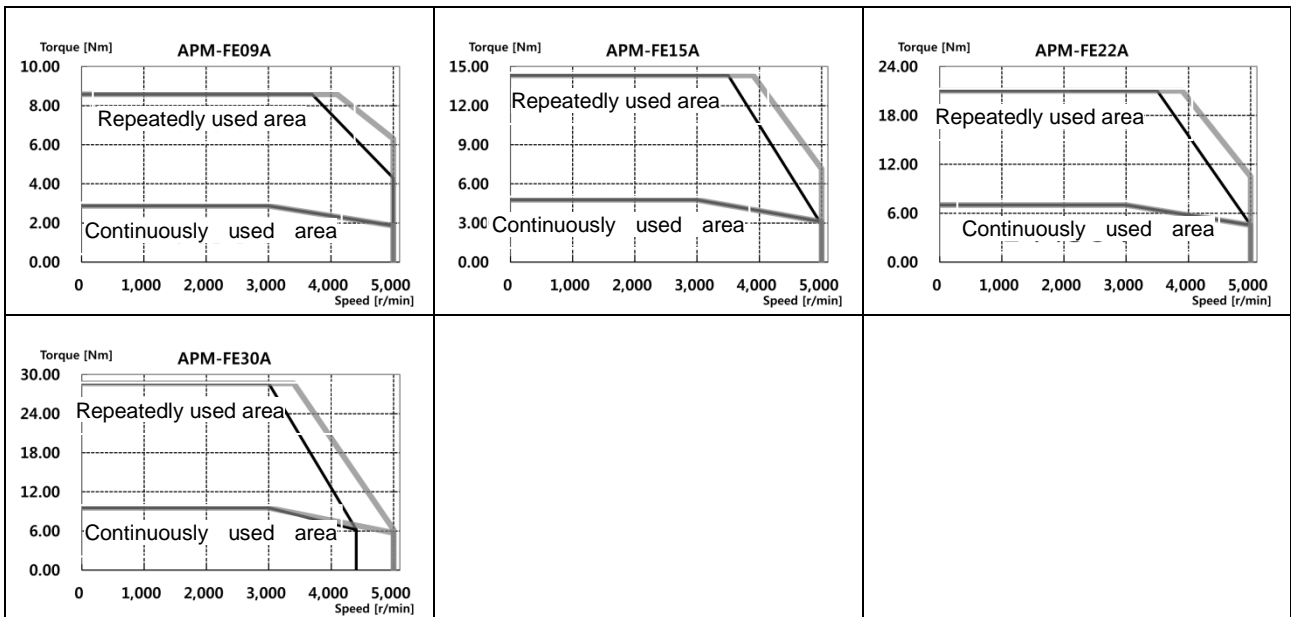 Torque [Nm] APM-FE09A
10.00
8.00
6.00
4.00
2.00
0.00
Repeatedly used area
Continuously used area
0 1,000 2,000 3,000 4,000 5,000
Speed [r/min]
Torque [Nm] APM-FE15A
15.00
12.00
9.00
6.00
3.00
0.00
Repeatedly used area
Continuously used area
0 1,000 2,000 3,000 4,000 5,000
Speed [r/min]
Torque [Nm] APM-FE22A
24.00
18.00
12.00
6.00
0.00
Repeatedly used area
Continuously used area
0 1,000 2,000 3,000 4,000 5,000
Speed [r/min]
Torque [Nm] APM-FE30A
30.00
24.00
18.00
12.00
6.00
0.00
Repeatedly used area
Continuously used area
0 1,000 2,000 3,000 4,000 5,000
Speed [r/min]